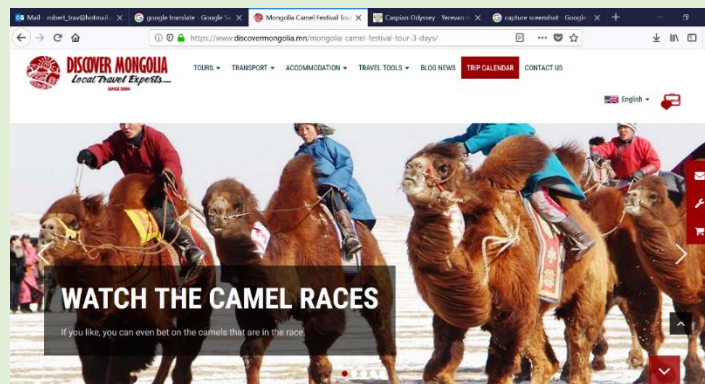 Mail - robert_trav@hotmail.c
google translate - Google Se
Mongolia Camel Festival Tour
Caspian Odyssey - Yerevan to
capture screenshot - Google
https://www.discovermongolia.mn/mongolia-camel-festival-tour-3-days/
DISCOVER MONGOLIA
Local Travel Experts
SINCE 2004
TOURS
TRANSPORT
ACCOMMODATION
TRAVEL TOOLS
BLOG NEWS
TRIP CALENDAR
CONTACT US
English
WATCH THE CAMEL RACES
If you like, you can even bet on the camels that are in the race.